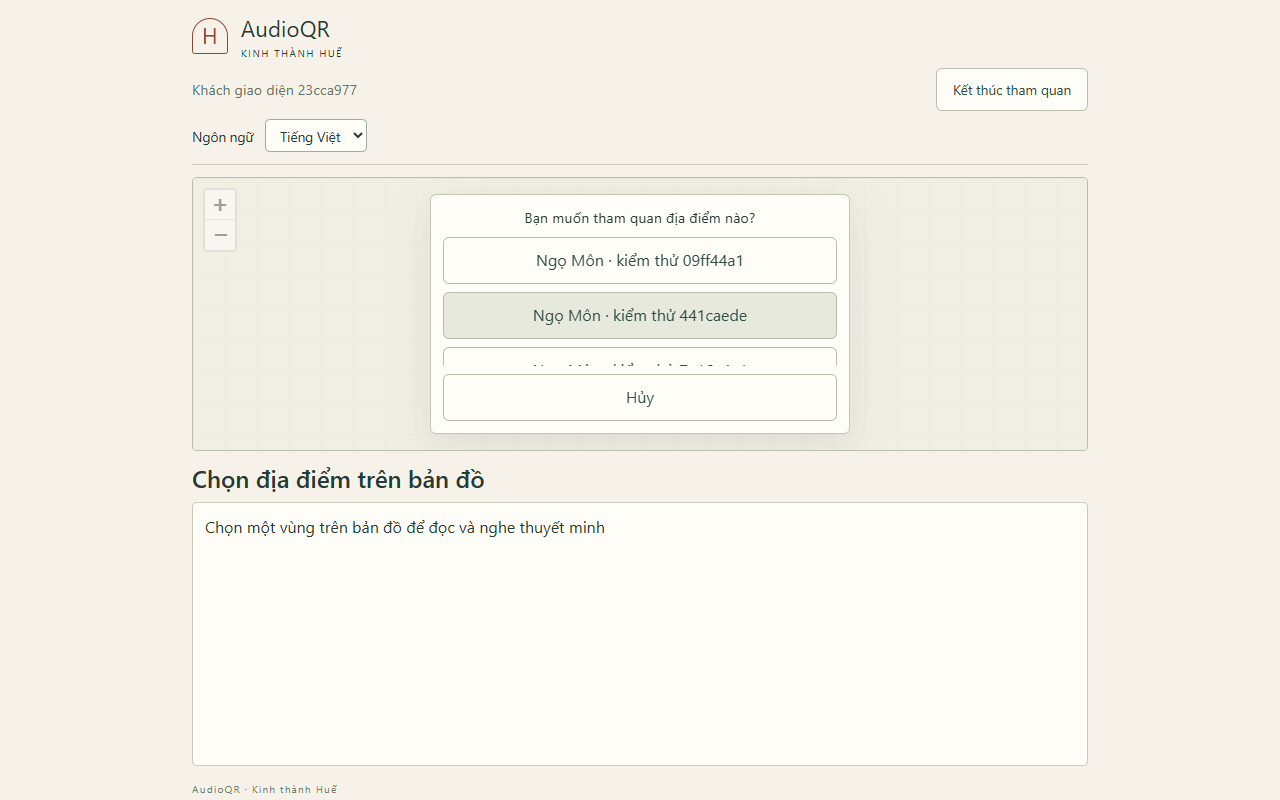 H
AudioQR
KINH THÀNH HUẾ
Khách giao diện 23cca977
Kết thúc tham quan
Ngôn ngữ
Tiếng Việt
+
−
Bạn muốn tham quan địa điểm nào?
Ngọ Môn · kiểm thử 09ff44a1
Ngọ Môn · kiểm thử 441caede
Hủy
Chọn địa điểm trên bản đồ
Chọn một vùng trên bản đồ để đọc và nghe thuyết minh
AudioQR · Kinh thành Huế